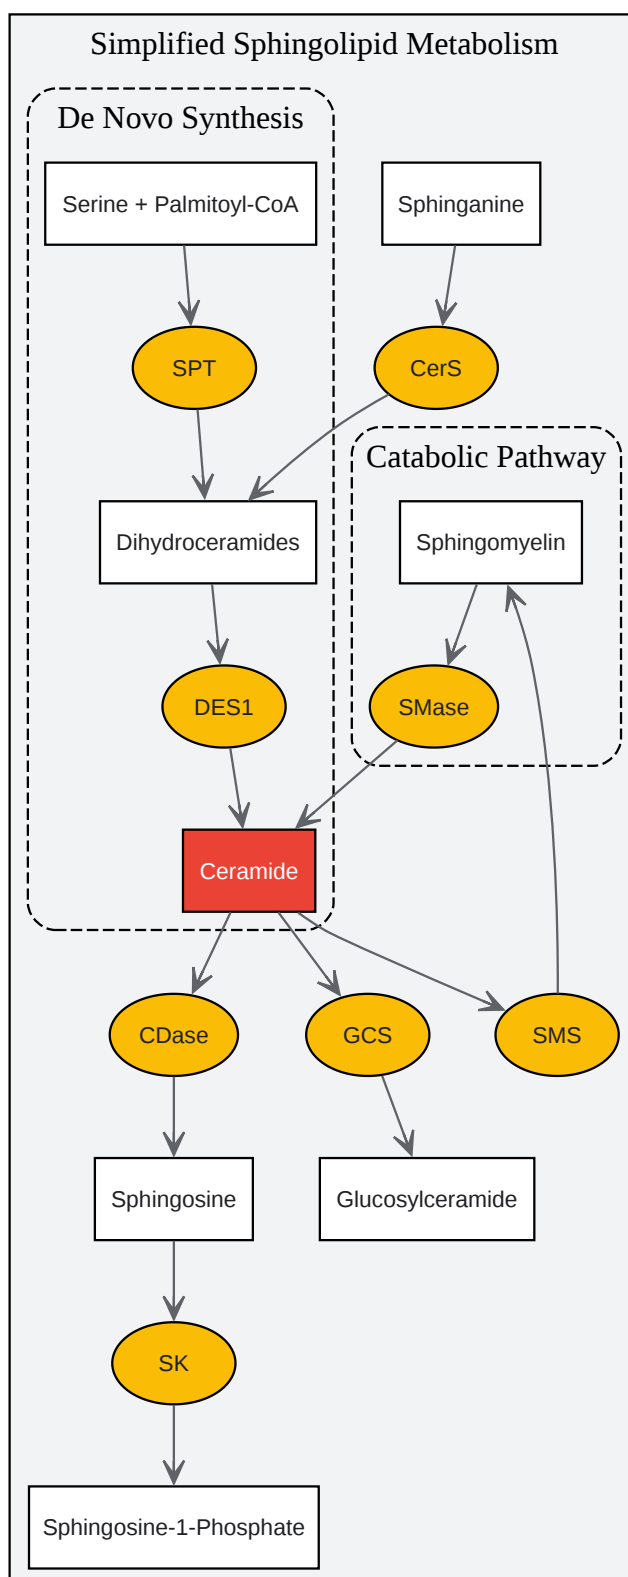 Simplified Sphingolipid Metabolism
De Novo Synthesis
Serine + Palmitoyl-CoA
Sphinganine
SPT
CerS
Catabolic Pathway
Dihydroceramides
Sphingomyelin
DES1
SMase
Ceramide
CDase
GCS
SMS
Sphingosine
Glucosylceramide
SK
Sphingosine-1-Phosphate